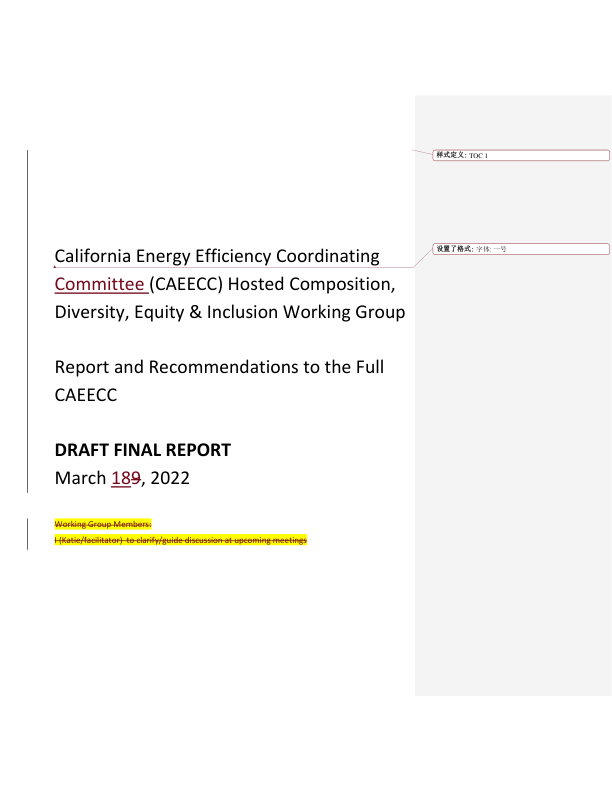 样式定义: TOC 1
设置了格式: 字体: 一号
California Energy Efficiency Coordinating
Committee (CAEECC) Hosted Composition,
Diversity, Equity & Inclusion Working Group
Report and Recommendations to the Full
CAEECC
DRAFT FINAL REPORT
March 189, 2022
Working Group Members:
I (Katie/facilitator) to clarify/guide discussion at upcoming meetings